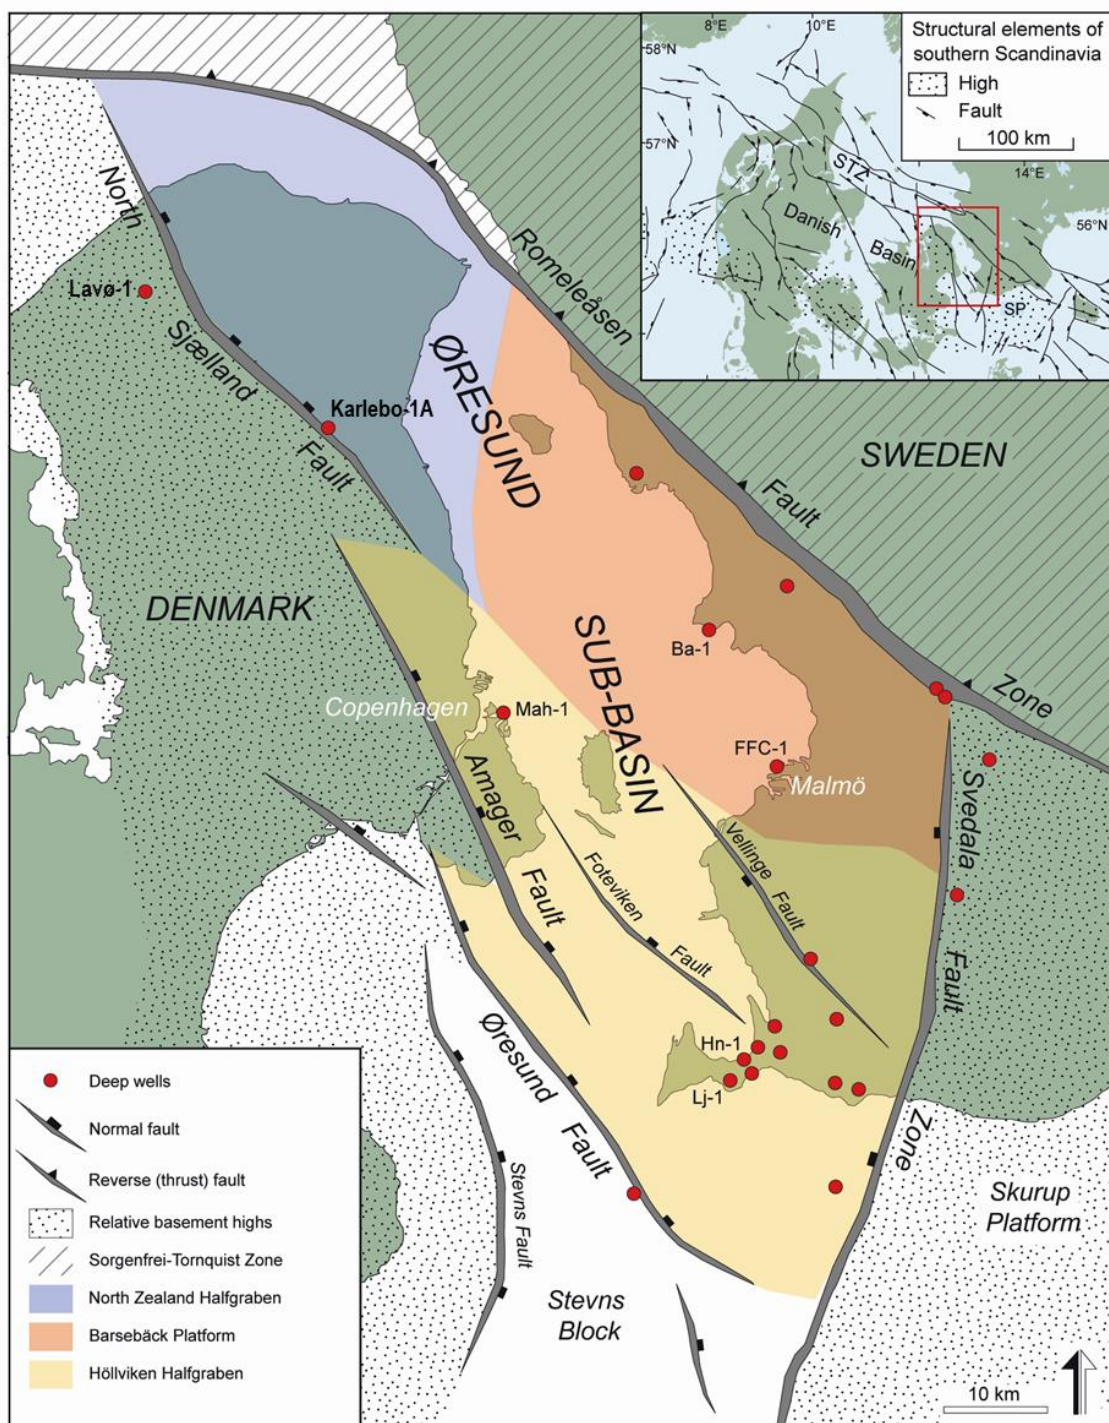 8°E
10°E
58°N
57°N
14°E
56°N
STZ
Danish
Basin
SP
Structural elements of
southern Scandinavia
High
Fault
100 km
North
Sjælland
Fault
Lavø-1
Karlebo-1A
Romeleåsen
Fault
Zone
ØRESUND
SUB-BASIN
SWEDEN
DENMARK
Ba-1
Copenhagen
Mah-1
FFC-1
Malmö
Amager
Fault
Foteviken
Fault
Vellinge
Fault
Svedala
Fault
Zone
Hn-1
Lj-1
Øresund
Fault
Stevns Fault
Stevns
Block
Skurup
Platform
Deep wells
Normal fault
Reverse (thrust) fault
Relative basement highs
Sorgenfrei-Tornquist Zone
North Zealand Halfgraben
Barsebäck Platform
Höllviken Halfgraben
10 km